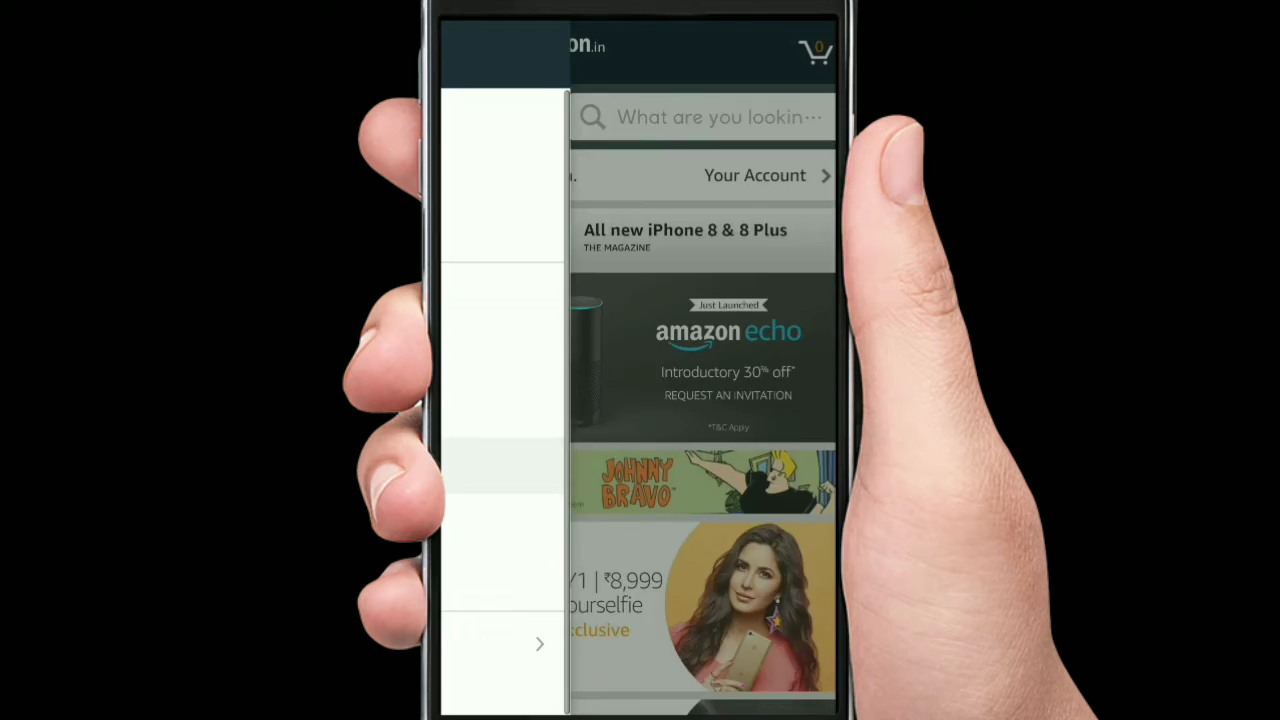 on.in
0
What are you lookin...
Your Account
All new iPhone 8 & 8 Plus
THE MAGAZINE
Just Launched
amazon echo
Introductory 30% off*
REQUEST AN INVITATION
*T&C Apply
JOHNNY
BRAVO
/1 | ₹8,999
ourselfie
clusive